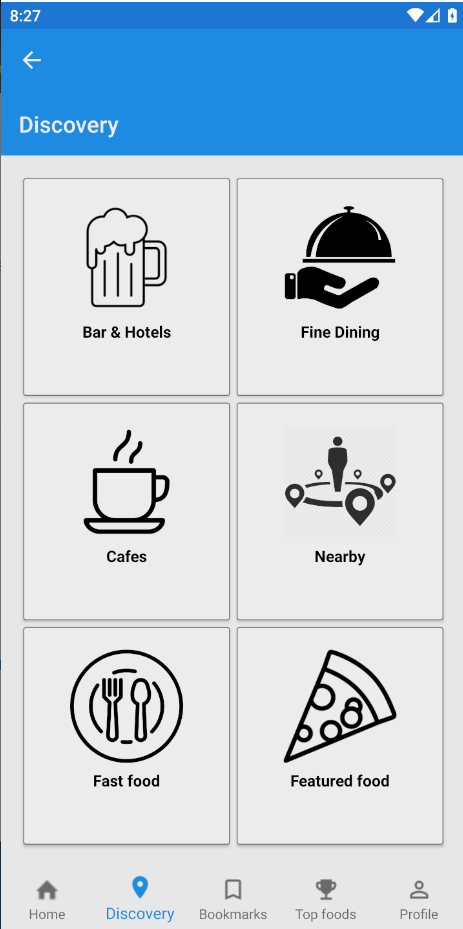 8:27
Discovery
Bar & Hotels
Fine Dining
Cafes
Nearby
Fast food
Featured food
Home
Discovery
Bookmarks
Top foods
Profile